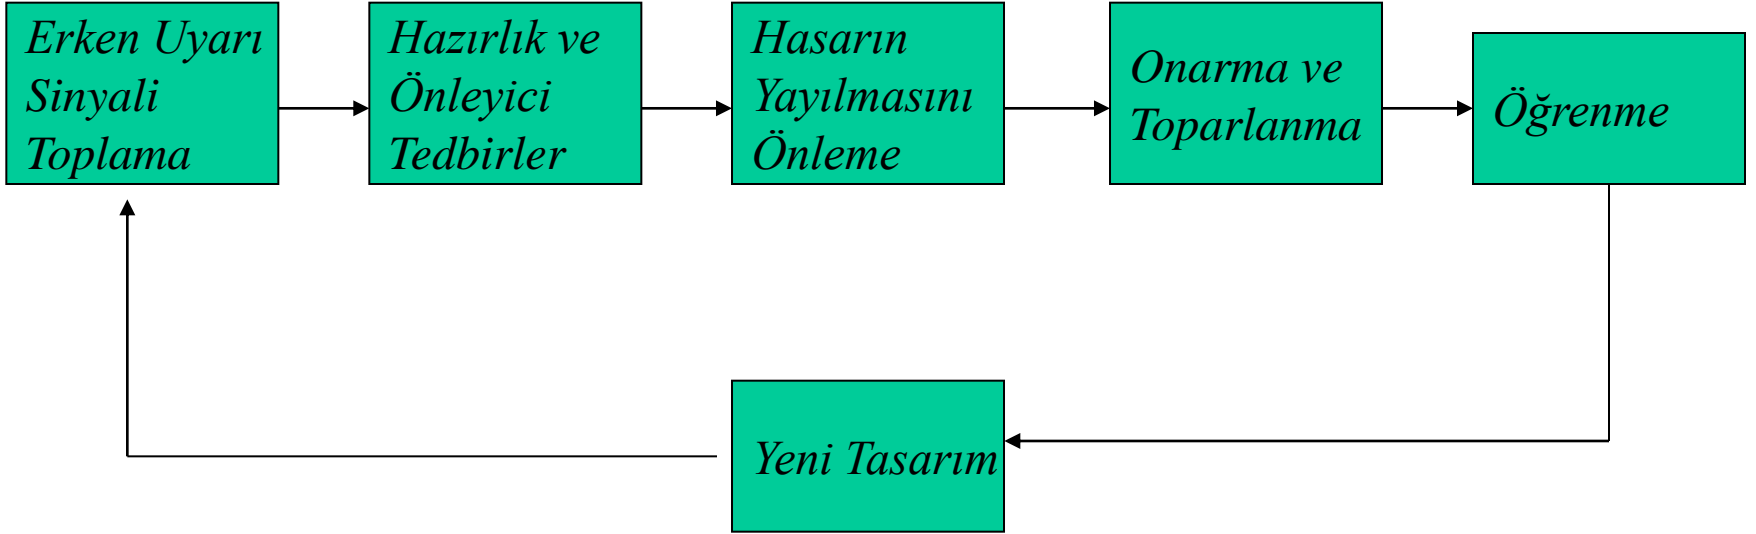 Erken Uyarı
Sinyali
Toplama
Hazırlık ve
Önleyici
Tedbirler
Hasarın
Yayılmasını
Önleme
Onarma ve
Toparlanma
Öğrenme
Yeni Tasarım